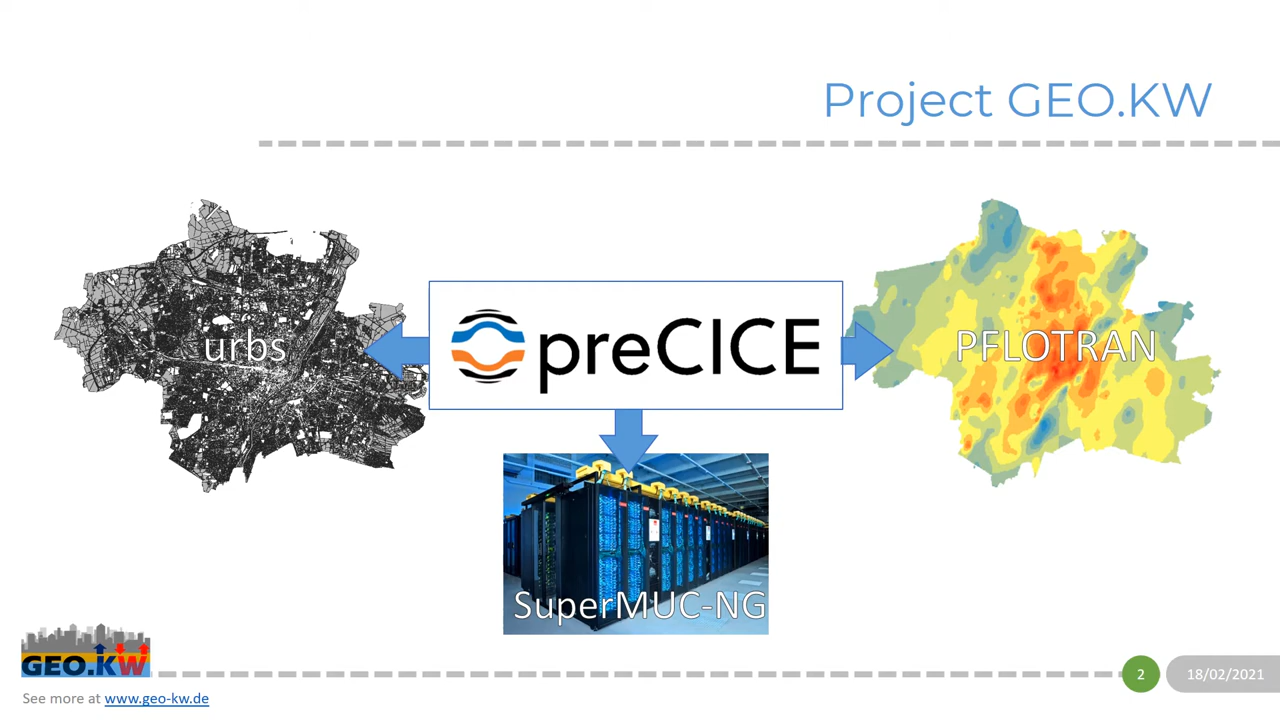 Project GEO.KW
urbs
preCICE
PFLOTRAN
SuperMUC-NG
GEO.KW
See more at www.geo-kw.de
2
18/02/2021